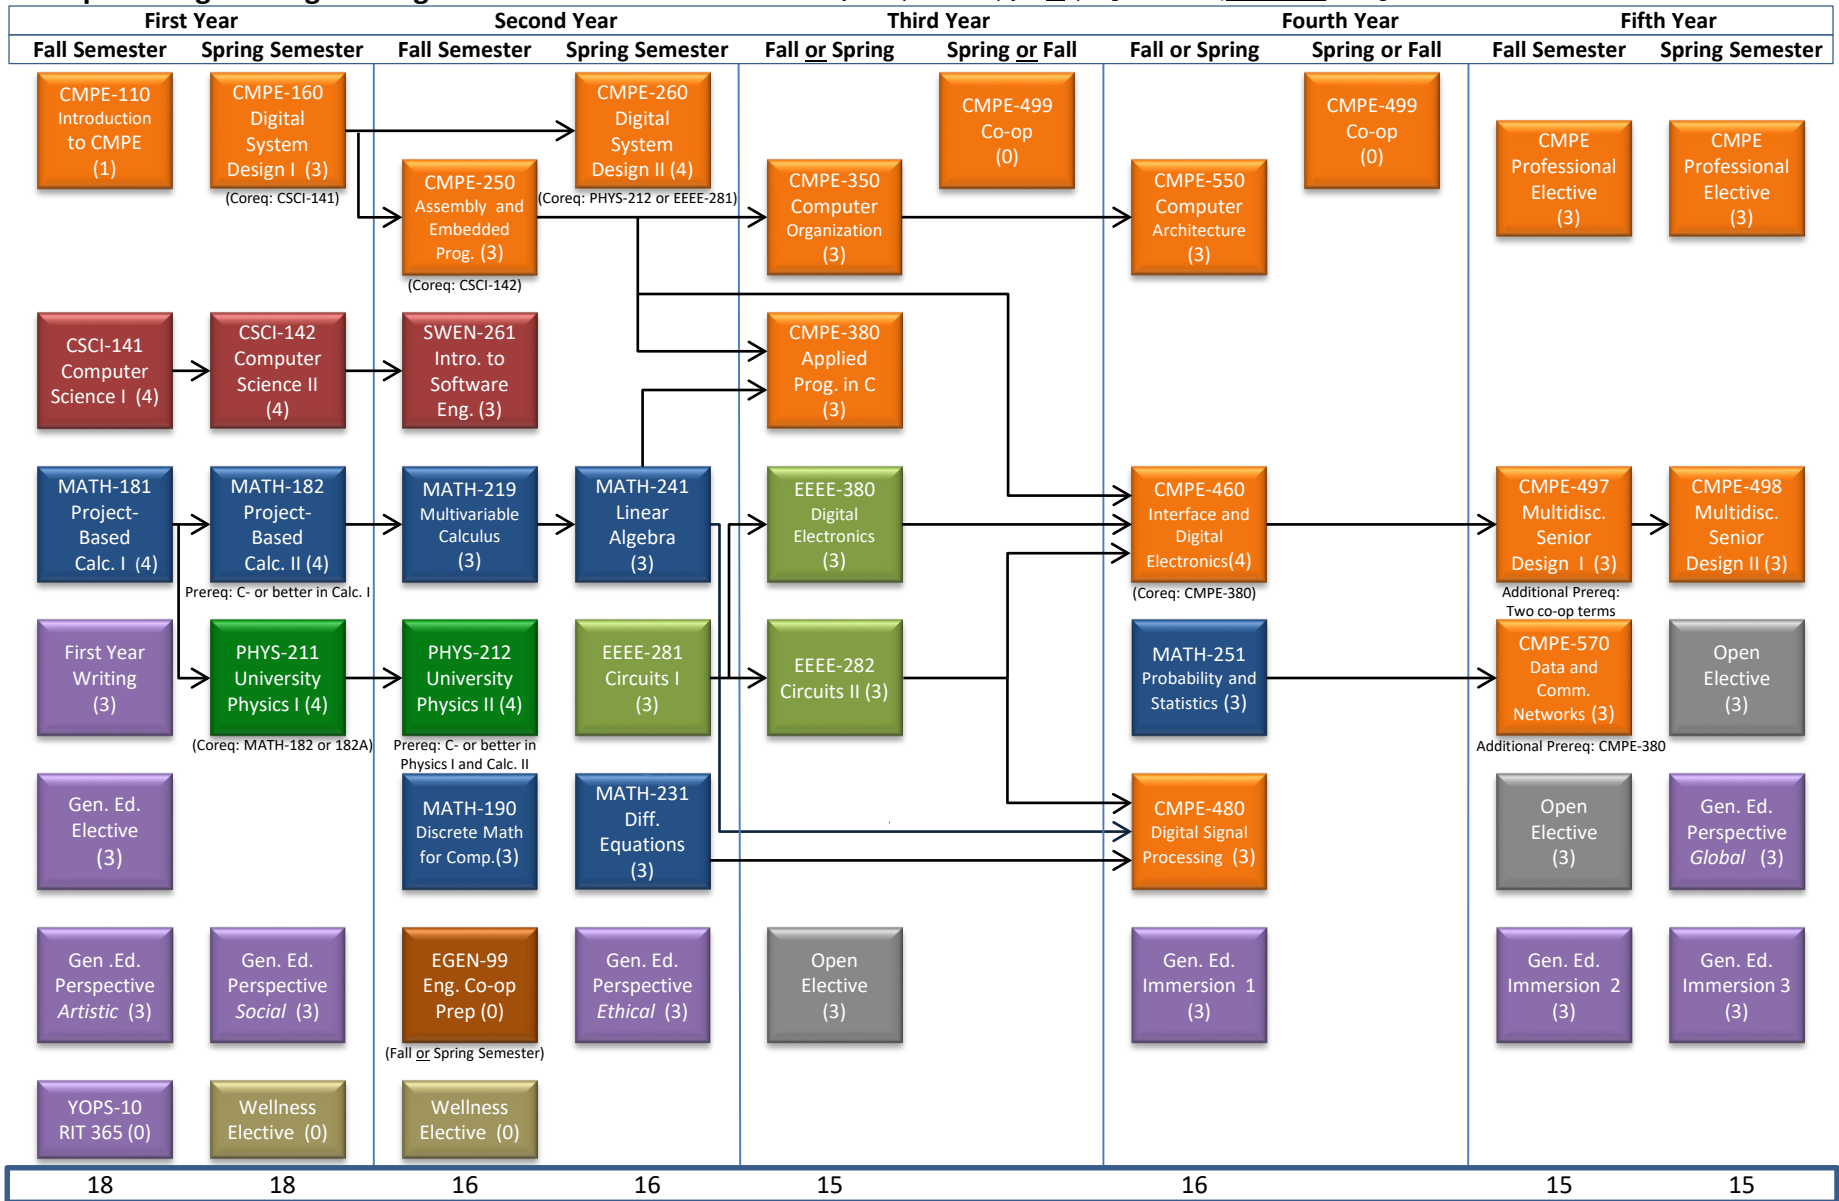 First Year Second Year Third Year Fourth Year Fifth Year
Fall Semester Spring Semester Fall Semester Spring Semester Fall or Spring Spring or Fall Fall or Spring Spring or Fall Fall Semester Spring Semester
CMPE-110
Introduction
to CMPE
(1)
CMPE-160
Digital
System
Design I (3)
(Coreq: CSCI-141)
CMPE-250
Assembly and
Embedded
Prog. (3)
(Coreq: CSCI-142)
CMPE-260
Digital
System
Design II (4)
(Coreq: PHYS-212 or EEEE-281)
CMPE-350
Computer
Organization
(3)
CMPE-499
Co-op
(0)
CMPE-550
Computer
Architecture
(3)
CMPE-499
Co-op
(0)
CMPE
Professional
Elective
(3)
CMPE
Professional
Elective
(3)
CSCI-141
Computer
Science I (4)
CSCI-142
Computer
Science II
(4)
SWEN-261
Intro. to
Software
Eng. (3)
CMPE-380
Applied
Prog. in C
(3)
MATH-181
Project-
Based
Calc. I (4)
MATH-182
Project-
Based
Calc. II (4)
Prereq: C- or better in Calc. I
MATH-219
Multivariable
Calculus
(3)
MATH-241
Linear
Algebra
(3)
EEEE-380
Digital
Electronics
(3)
CMPE-460
Interface and
Digital
Electronics(4)
(Coreq: CMPE-380)
CMPE-497
Multidisc.
Senior
Design I (3)
Additional Prereq:
Two co-op terms
CMPE-498
Multidisc.
Senior
Design II (3)
First Year
Writing
(3)
PHYS-211
University
Physics I (4)
(Coreq: MATH-182 or 182A)
PHYS-212
University
Physics II (4)
Prereq: C- or better in
Physics I and Calc. II
EEEE-281
Circuits I
(3)
EEEE-282
Circuits II (3)
MATH-251
Probability and
Statistics (3)
CMPE-570
Data and
Comm.
Networks (3)
Additional Prereq: CMPE-380
Open
Elective
(3)
Gen. Ed.
Elective
(3)
MATH-190
Discrete Math
for Comp.(3)
MATH-231
Diff.
Equations
(3)
CMPE-480
Digital Signal
Processing (3)
Open
Elective
(3)
Gen. Ed.
Perspective
Global (3)
Gen .Ed.
Perspective
Artistic (3)
Gen. Ed.
Perspective
Social (3)
EGEN-99
Eng. Co-op
Prep (0)
(Fall or Spring Semester)
Gen. Ed.
Perspective
Ethical (3)
Open
Elective
(3)
Gen. Ed.
Immersion 1
(3)
Gen. Ed.
Immersion 2
(3)
Gen. Ed.
Immersion 3
(3)
YOPS-10
RIT 365 (0)
Wellness
Elective (0)
Wellness
Elective (0)
18 18 16 16 15 16 15 15